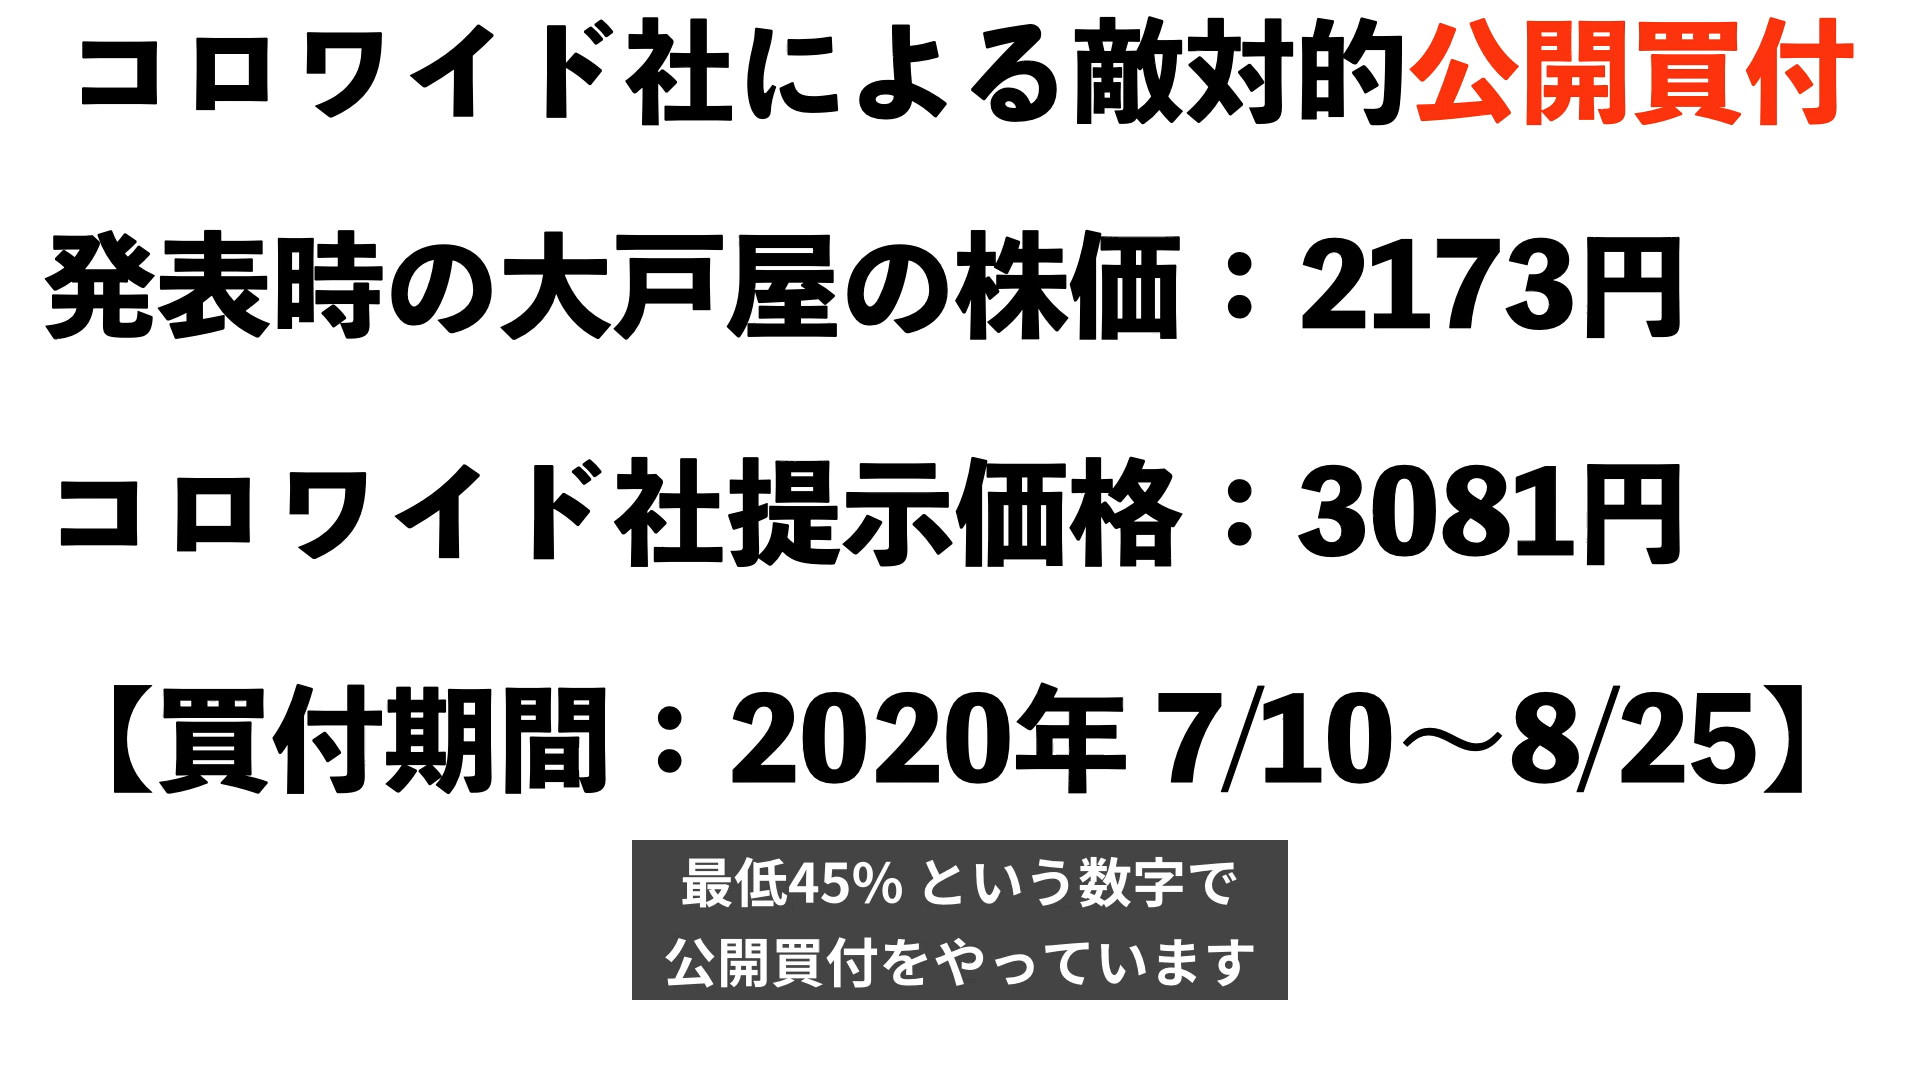 コロワイド社による敵対的公開買付
発表時の大戸屋の株価：2173円
コロワイド社提示価格：3081円
【買付期間：2020年 7/10〜8/25】
最低45% という数字で
公開買付をやっています